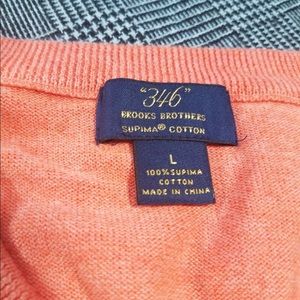 "346"
BROOKS BROTHERS
SUPIMA® COTTON
L
100% SUPIMA
COTTON
MADE IN CHINA